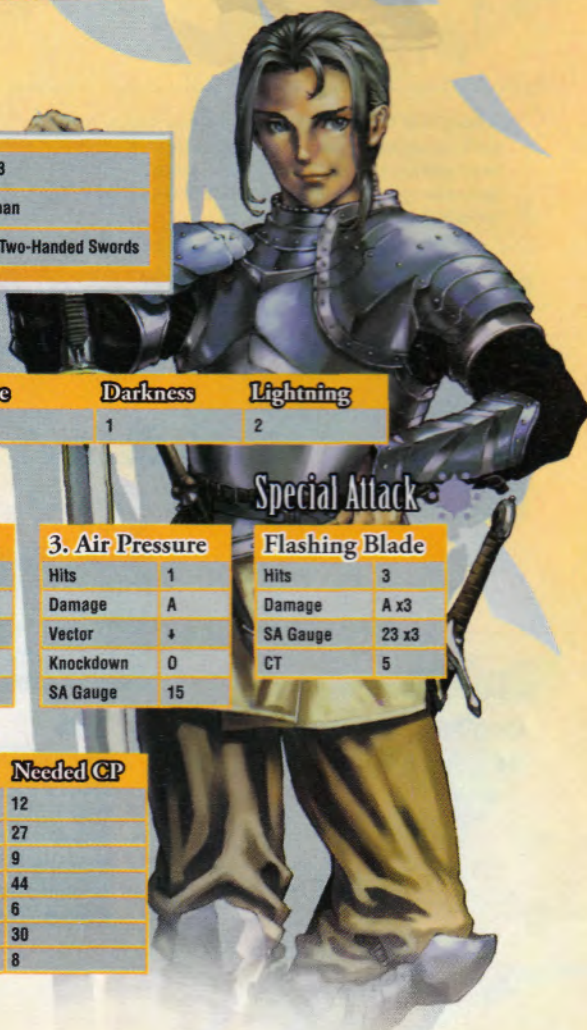 3
an
Two-Handed Swords
e Darkness Lightning
1 2
Special Attack
3. Air Pressure
Hits 1
Damage A
Vector ↓
Knockdown 0
SA Gauge 15
Flashing Blade
Hits 3
Damage A x3
SA Gauge 23 x3
CT 5
Needed CP
12
27
9
44
6
30
8